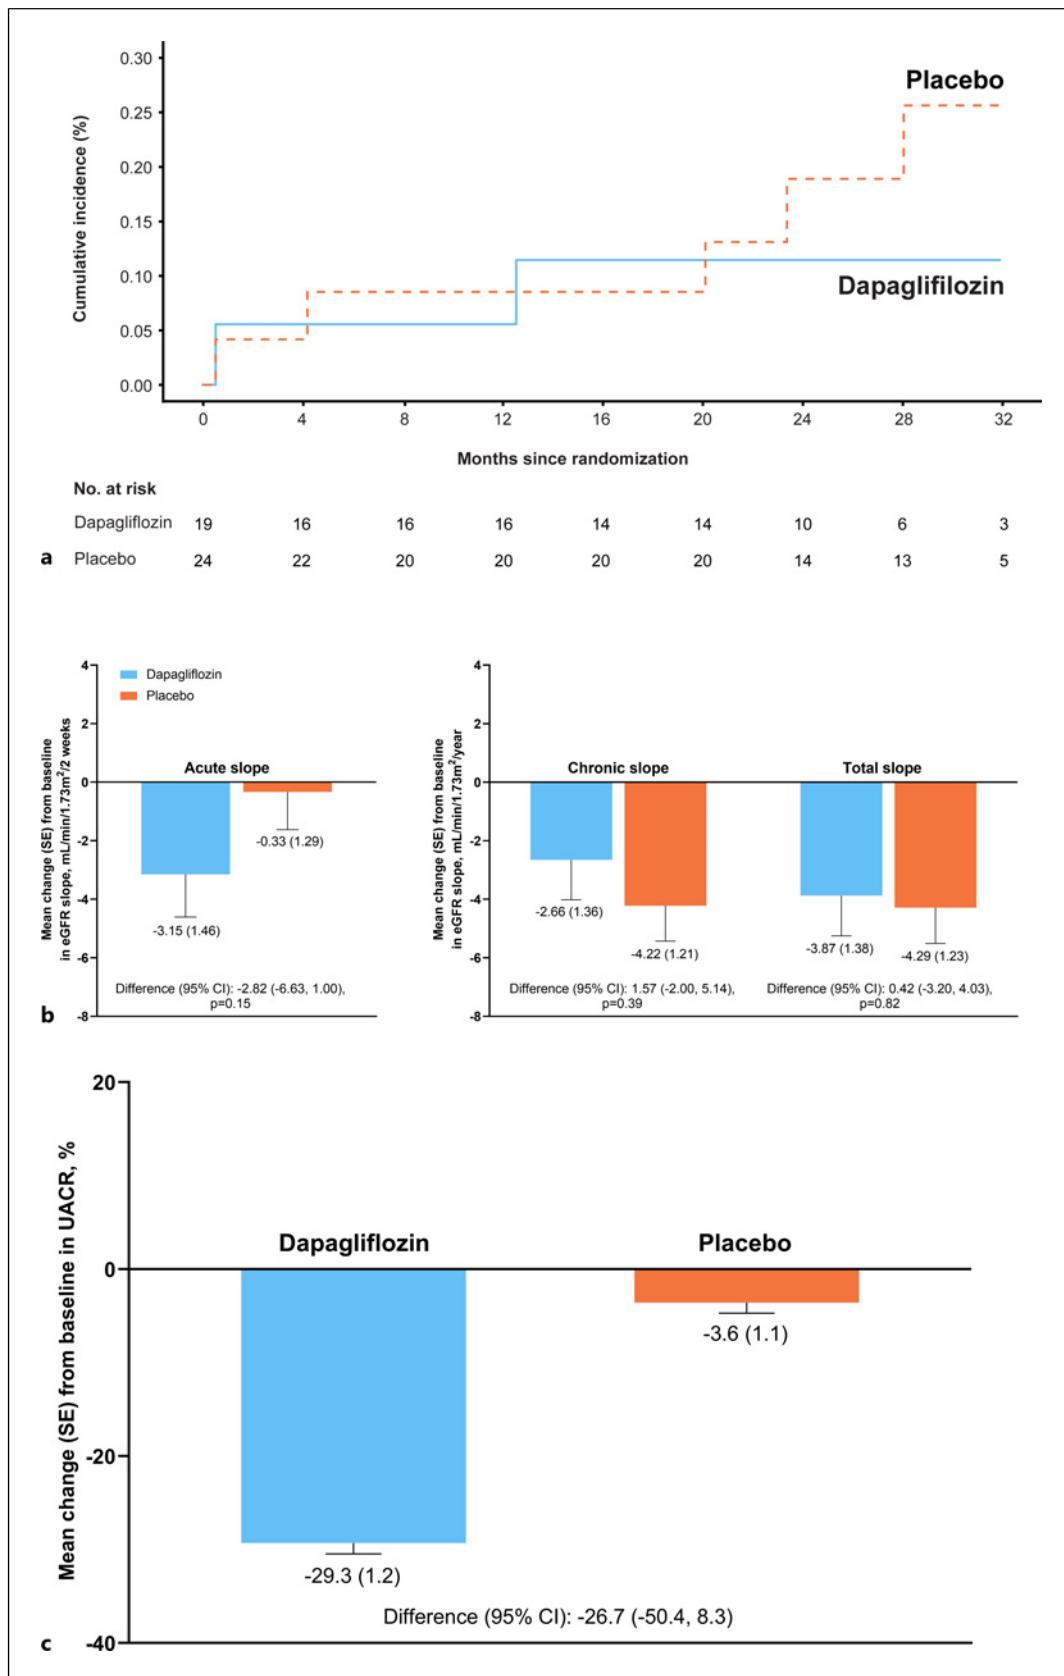 0.30
0.25
0.20
0.15
0.10
0.05
0.00
Cumulative incidence (%)
Placebo
Dapaglifilozin
0 4 8 12 16 20 24 28 32
Months since randomization
No. at risk
Dapagliflozin 19 16 16 16 14 14 10 6 3
Placebo 24 22 20 20 20 20 14 13 5
a
Mean change (SE) from baseline
in eGFR slope, mL/min/1.73m²/2 weeks
4
2
0
-2
-4
-6
-8
Dapagliflozin
Placebo
Acute slope
-0.33 (1.29)
-3.15 (1.46)
Difference (95% CI): -2.82 (-6.63, 1.00),
p=0.15
Mean change (SE) from baseline
in eGFR slope, mL/min/1.73m²/year
4
2
0
-2
-4
-6
-8
Chronic slope
-2.66 (1.36)
-4.22 (1.21)
Difference (95% CI): 1.57 (-2.00, 5.14),
p=0.39
Total slope
-3.87 (1.38)
-4.29 (1.23)
Difference (95% CI): 0.42 (-3.20, 4.03),
p=0.82
b
Mean change (SE) from baseline in UACR, %
20
0
-20
-40
Dapagliflozin
Placebo
-3.6 (1.1)
-29.3 (1.2)
Difference (95% CI): -26.7 (-50.4, 8.3)
c